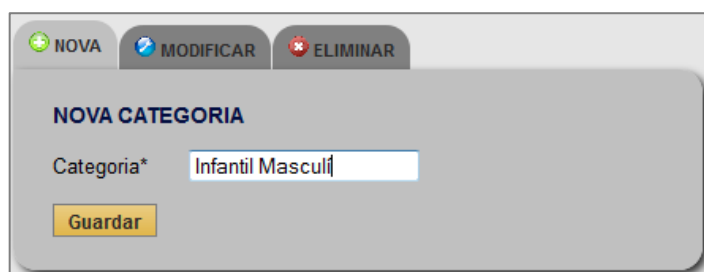 NOVA MODIFICAR ELIMINAR
NOVA CATEGORIA
Categoria* Infantil Masculí
Guardar